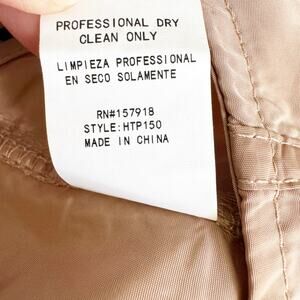 PROFESSIONAL DRY
CLEAN ONLY
LIMPIEZA PROFESSIONAL
EN SECO SOLAMENTE
RN#157918
STYLE:HTP150
MADE IN CHINA